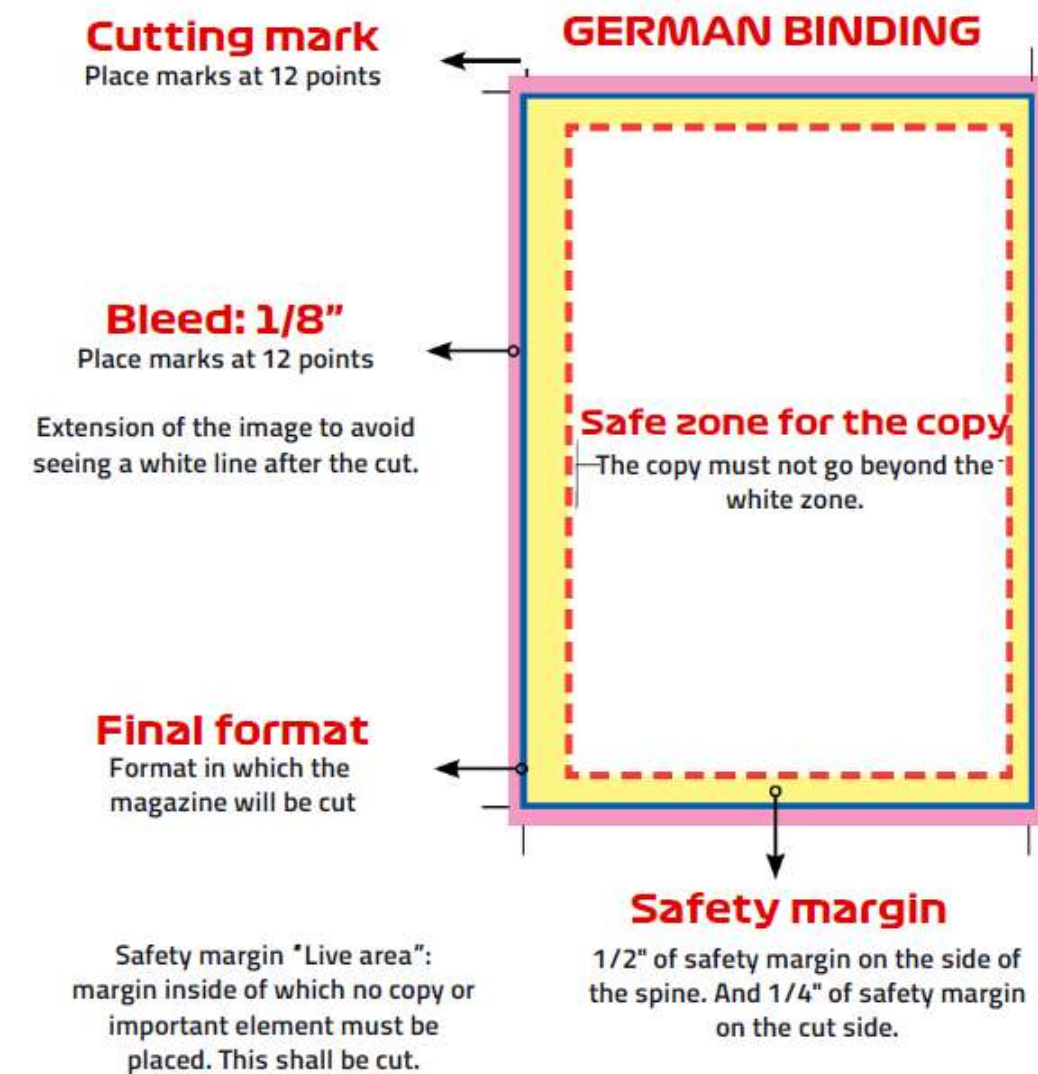 Cutting mark
Place marks at 12 points
GERMAN BINDING
Bleed: 1/8"
Place marks at 12 points
Extension of the image to avoid
seeing a white line after the cut.
Safe zone for the copy
The copy must not go beyond the
white zone.
Final format
Format in which the
magazine will be cut
Safety margin
1/2" of safety margin on the side of
the spine. And 1/4" of safety margin
on the cut side.
Safety margin "Live area":
margin inside of which no copy or
important element must be
placed. This shall be cut.